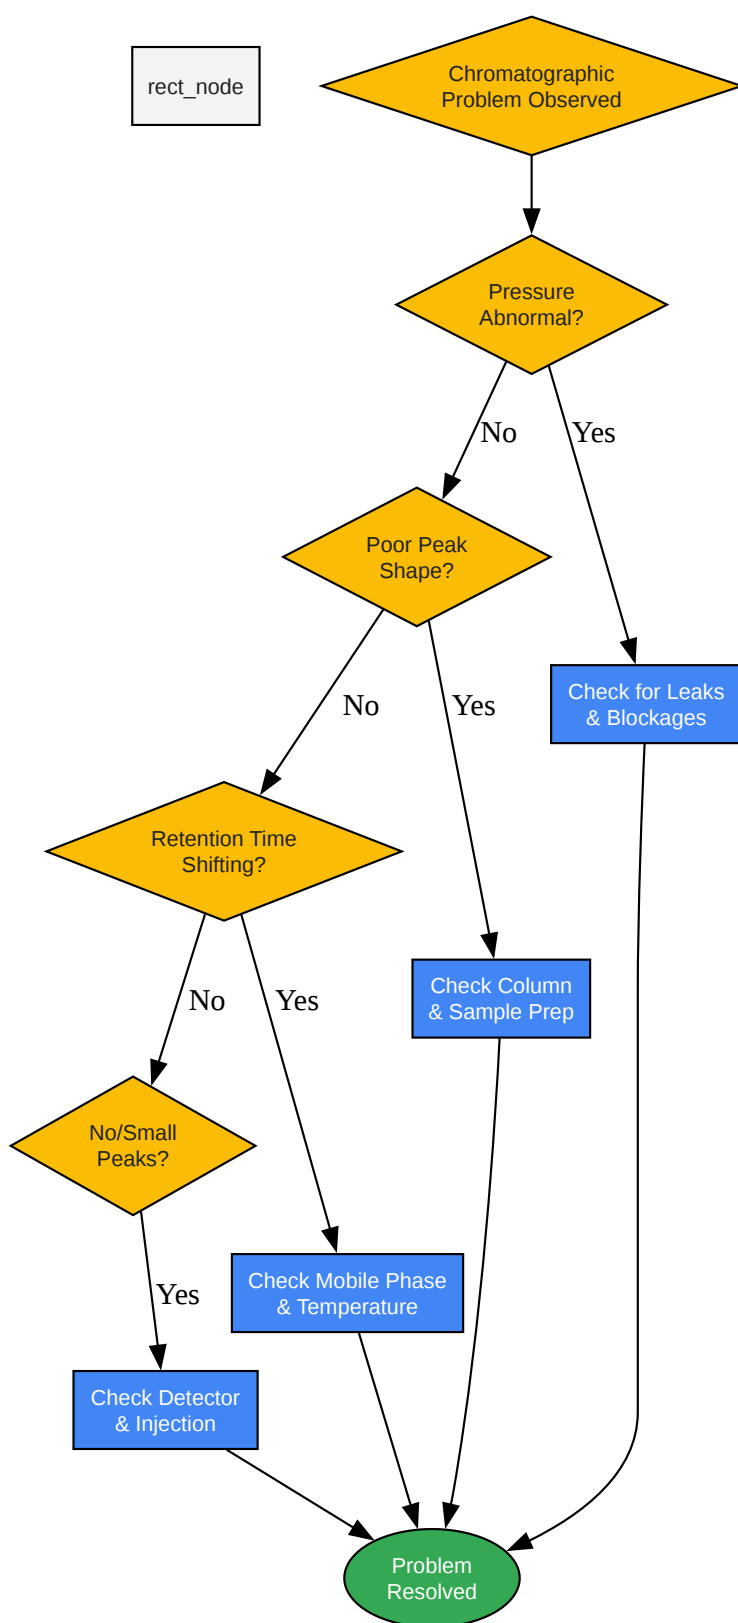 rect_node
Chromatographic
Problem Observed
Pressure
Abnormal?
No
Yes
Poor Peak
Shape?
No
Yes
Check for Leaks
& Blockages
Retention Time
Shifting?
No
Yes
Check Column
& Sample Prep
No/Small
Peaks?
Yes
Check Mobile Phase
& Temperature
Check Detector
& Injection
Problem
Resolved